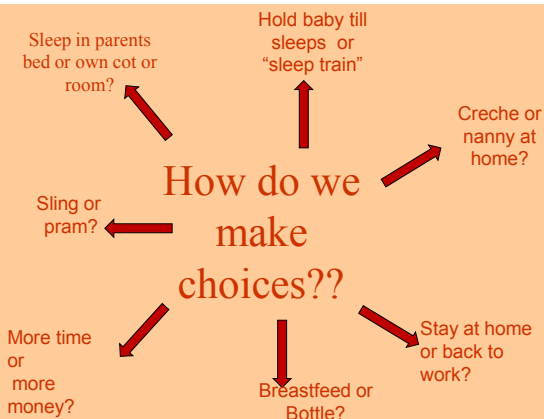 Sleep in parents
bed or own cot or
room?
Hold baby till
sleeps or
“sleep train”
Creche or
nanny at
home?
How do we
make
choices??
Sling or
pram?
More time
or
more
money?
Breastfeed or
Bottle?
Stay at home
or back to
work?